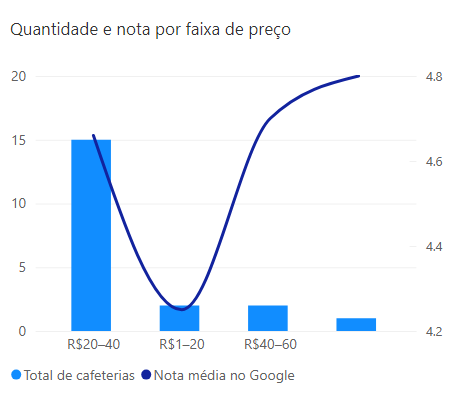 Quantidade e nota por faixa de preço
20
4.8
15
4.6
10
4.4
5
0
4.2
R$20–40
R$1–20
R$40–60
Total de cafeterias
Nota média no Google